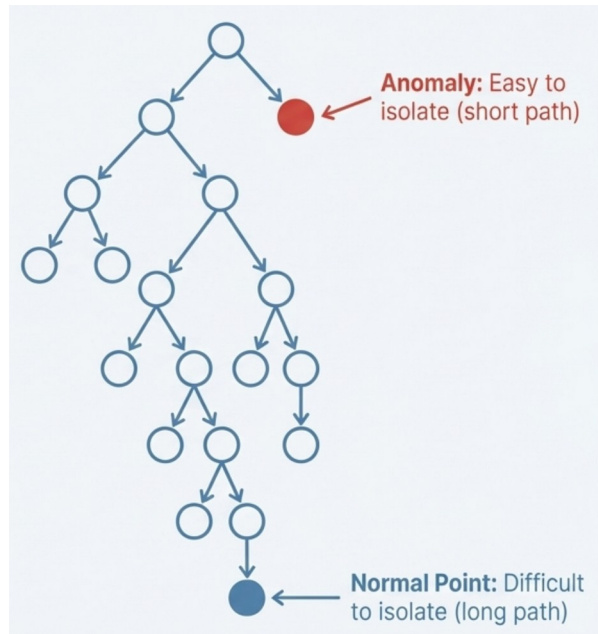 Anomaly: Easy to
isolate (short path)
Normal Point: Difficult
to isolate (long path)